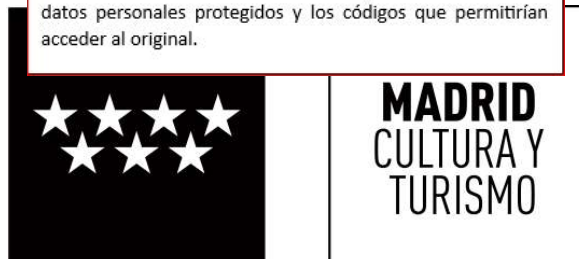 datos personales protegidos y los códigos que permitirían
acceder al original.
MADRID
CULTURA Y
TURISMO